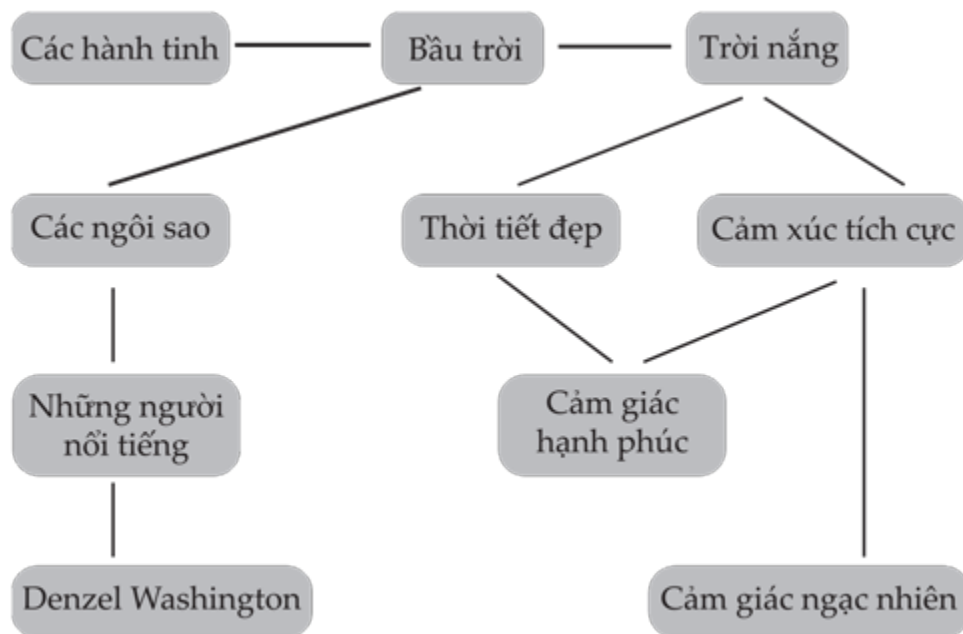 Các hành tinh
Bầu trời
Trời nắng
Các ngôi sao
Thời tiết đẹp
Cảm xúc tích cực
Những người
nổi tiếng
Cảm giác
hạnh phúc
Denzel Washington
Cảm giác ngạc nhiên